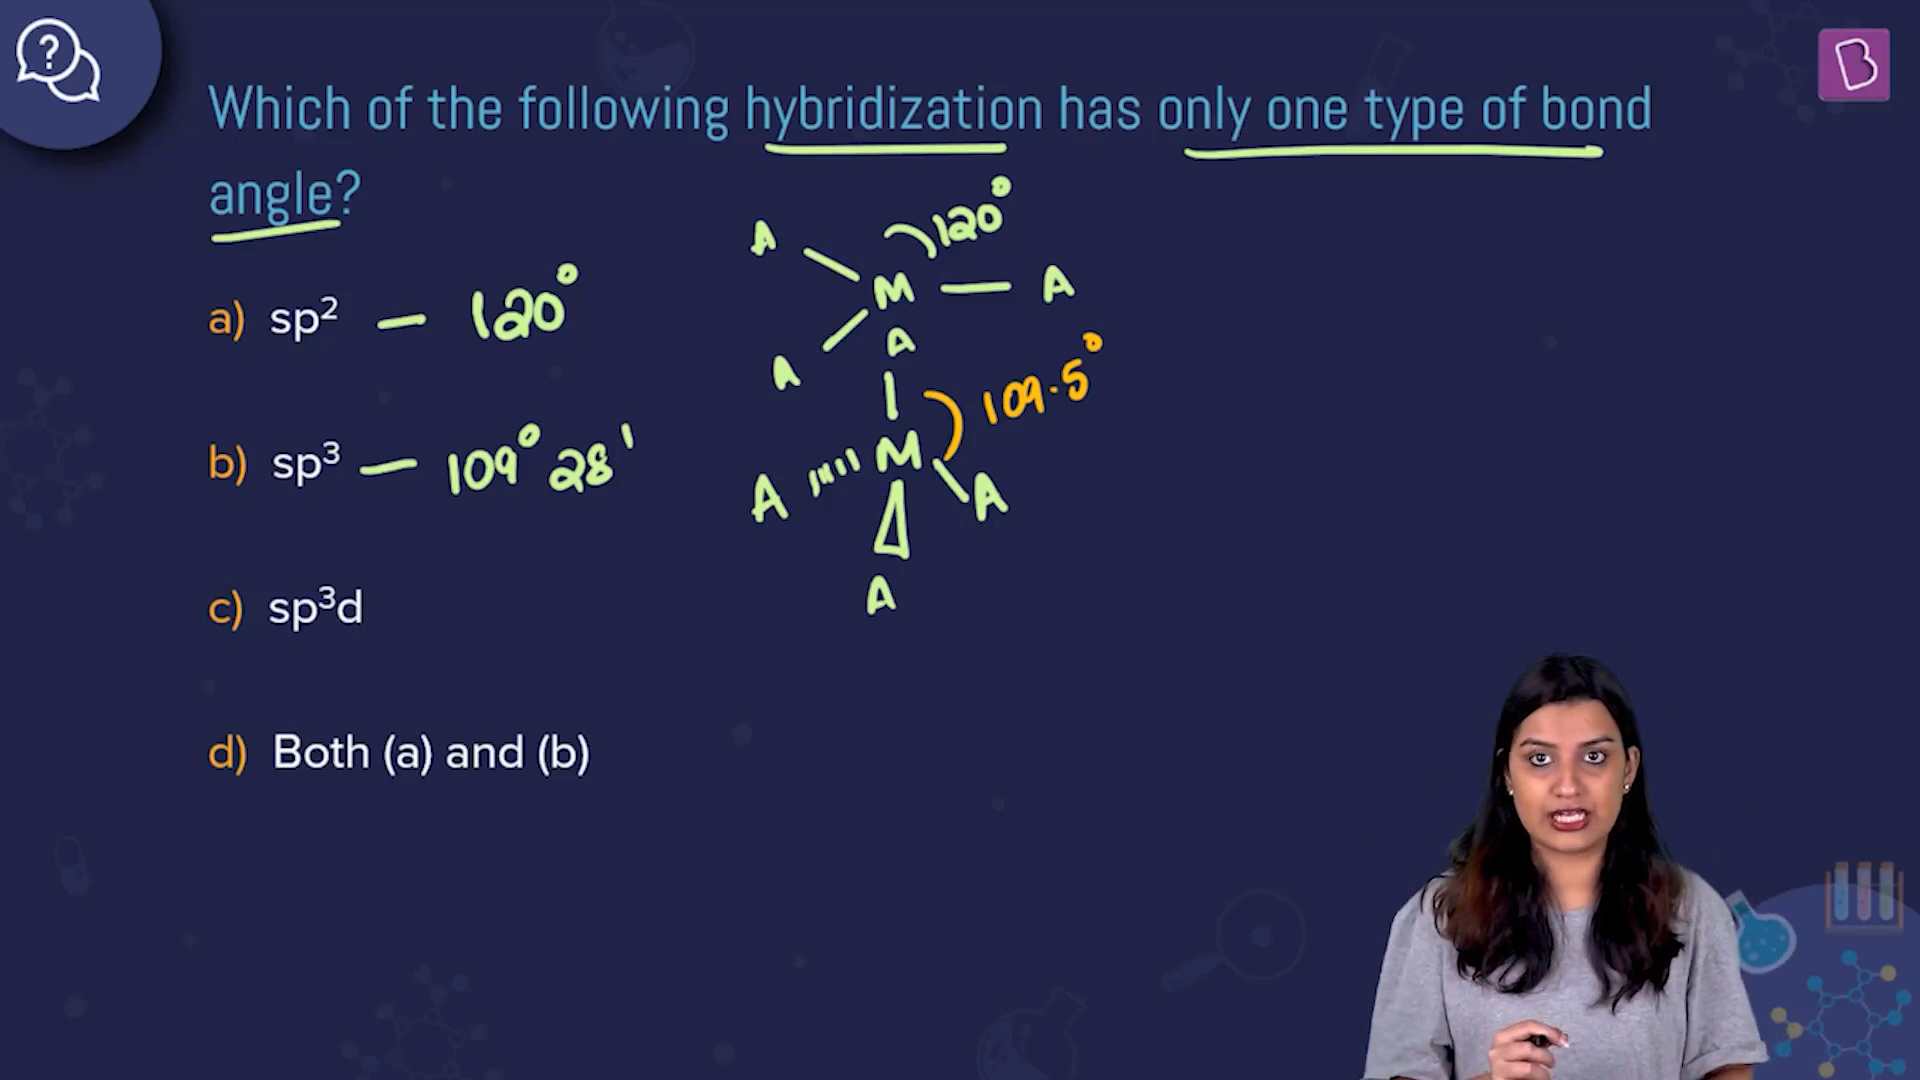 Which of the following hybridization has only one type of bond
angle?
a) sp² — 120°
b) sp³ — 109° 28'
c) sp³d
d) Both (a) and (b)
120°
A
M — A
A
A
109.5°
M
A
A
A
B
?